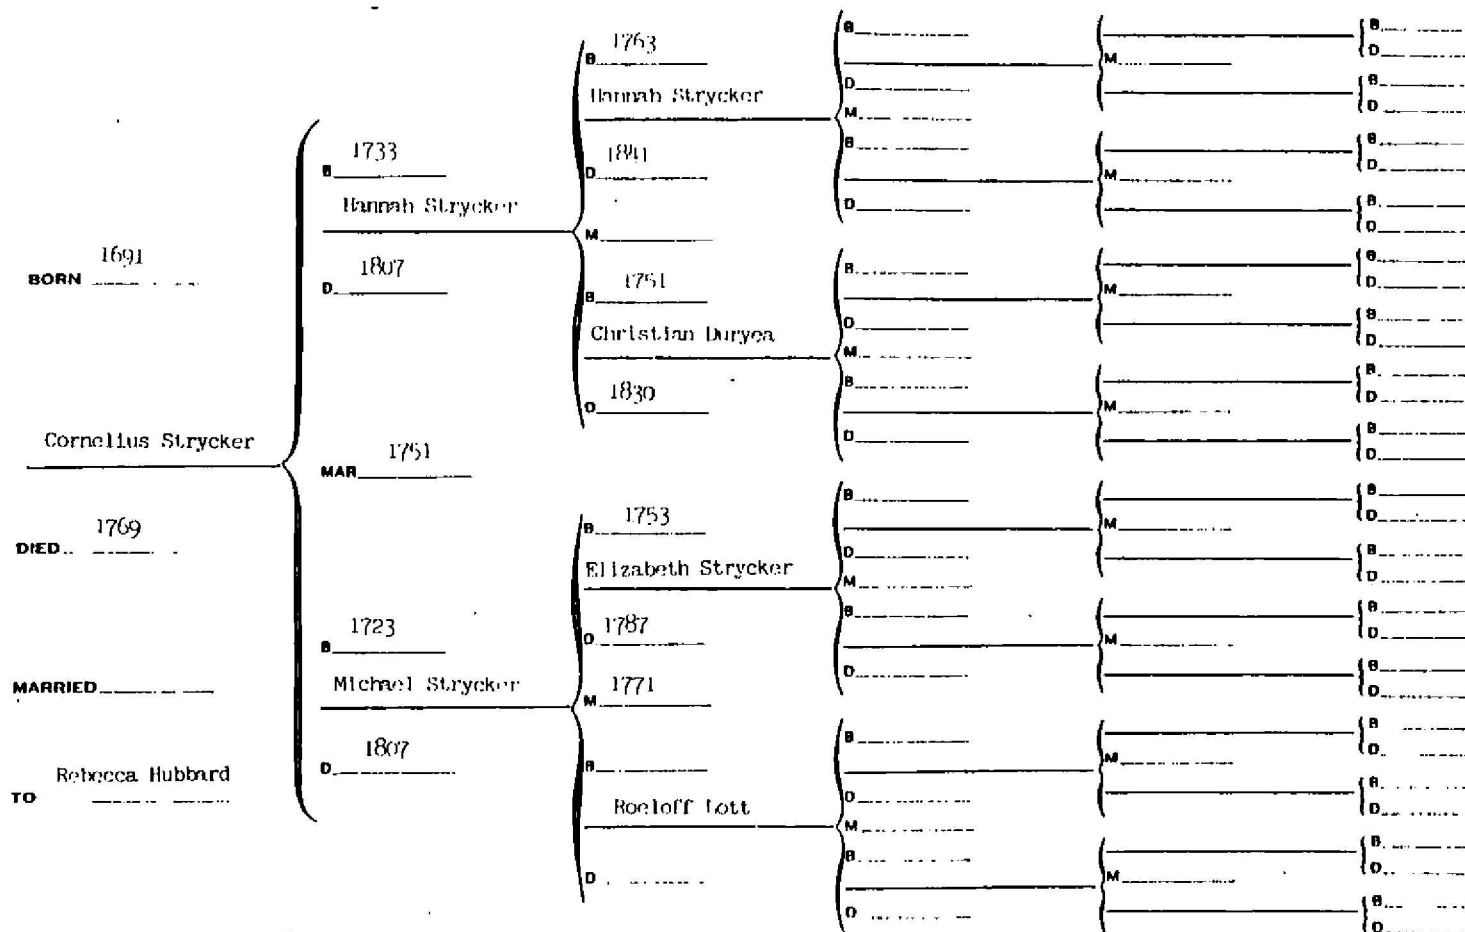 BORN 1691
Cornelius Strycker
DIED 1769
MARRIED
TO Rebecca Hubbard
B 1733
Hannah Strycker
D 1807
MAR 1751
B 1723
Michael Strycker
D 1807
B 1763
Hannah Strycker
D 1841
M
B 1751
Christian Duryea
D 1830
B 1753
Elizabeth Strycker
D 1787
M 1771
B
Roeloff Lott
D
B
D
M
B
D
B
D
M
B
D
B
D
M
B
D
B
D
M
B
D
M
M
M
M
M
M
M
M
B
D
B
D
B
D
B
D
B
D
B
D
B
D
B
D
B
D
B
D
B
D
B
D
B
D
B
D
B
D
B
D